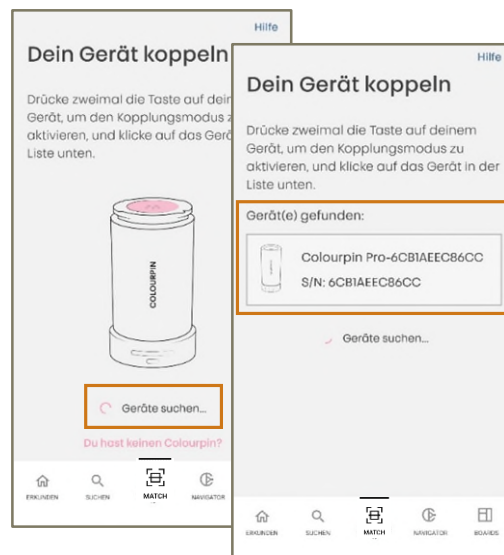 Hilfe
Dein Gerät koppeln
Drücke zweimal die Taste auf dein
Gerät, um den Kopplungsmodus z
aktivieren, und klicke auf das Gerä
Liste unten.
COLOURPIN
Geräte suchen...
Du hast keinen Colourpin?
ERKUNDEN
SUCHEN
MATCH
NAVIGATOR
Hilfe
Dein Gerät koppeln
Drücke zweimal die Taste auf deinem
Gerät, um den Kopplungsmodus zu
aktivieren, und klicke auf das Gerät in der
Liste unten.
Gerät(e) gefunden:
Colourpin Pro-6CB1AEEC86CC
S/N: 6CB1AEEC86CC
Geräte suchen...
ERKUNDEN
SUCHEN
MATCH
NAVIGATOR
BOARDS